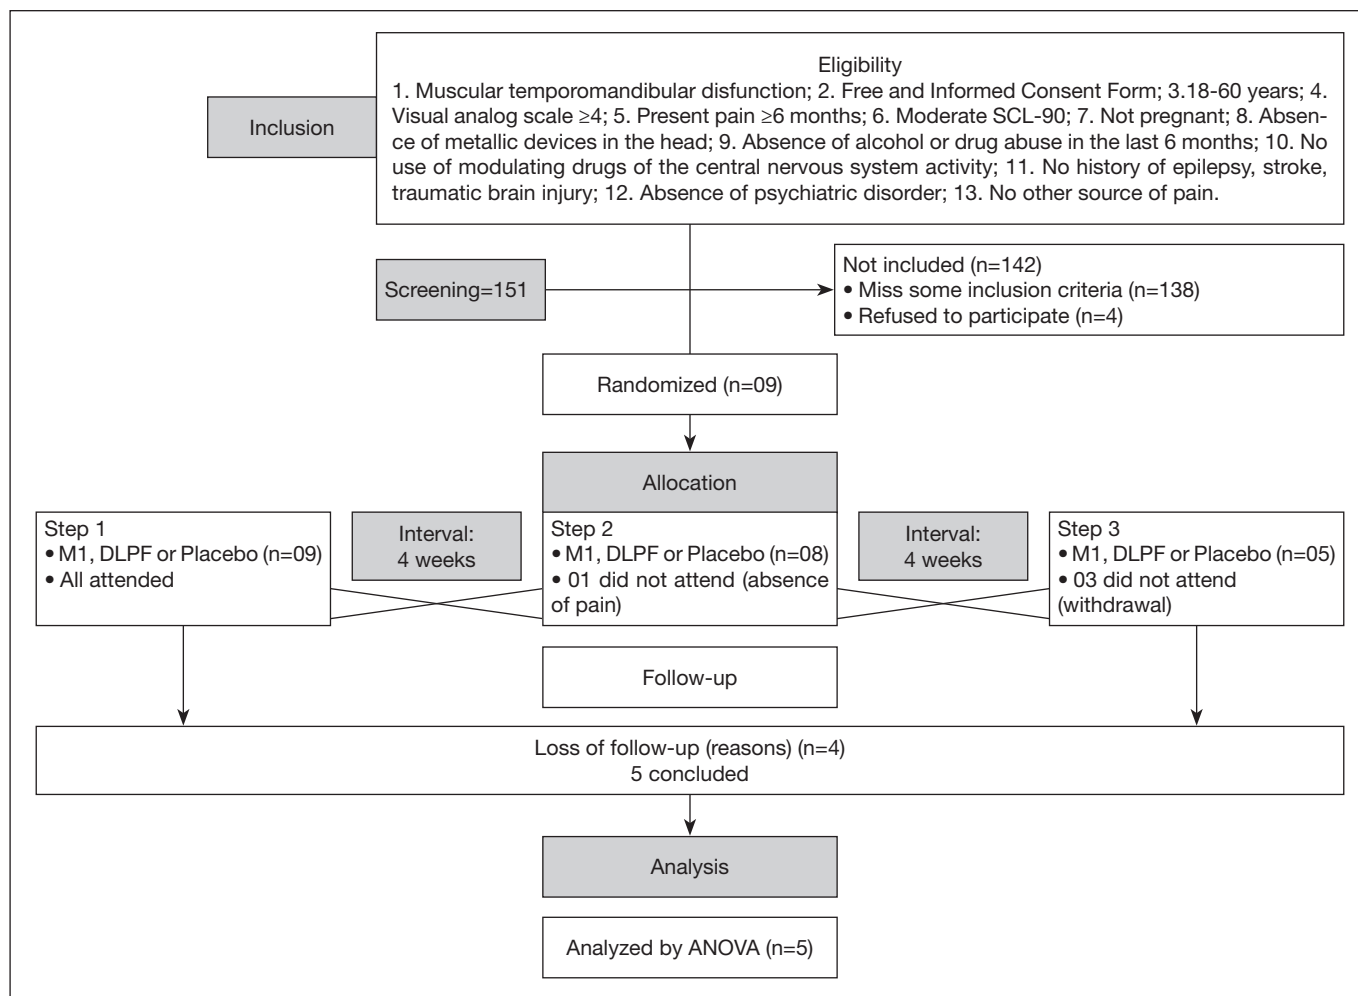 Eligibility
1. Muscular temporomandibular disfunction; 2. Free and Informed Consent Form; 3.18-60 years; 4.
Visual analog scale ≥4; 5. Present pain ≥6 months; 6. Moderate SCL-90; 7. Not pregnant; 8. Absen-
ce of metallic devices in the head; 9. Absence of alcohol or drug abuse in the last 6 months; 10. No
use of modulating drugs of the central nervous system activity; 11. No history of epilepsy, stroke,
traumatic brain injury; 12. Absence of psychiatric disorder; 13. No other source of pain.
Inclusion
Screening=151
Not included (n=142)
• Miss some inclusion criteria (n=138)
• Refused to participate (n=4)
Randomized (n=09)
Allocation
Step 1
• M1, DLPF or Placebo (n=09)
• All attended
Interval:
4 weeks
Step 2
• M1, DLPF or Placebo (n=08)
• 01 did not attend (absence
of pain)
Interval:
4 weeks
Step 3
• M1, DLPF or Placebo (n=05)
• 03 did not attend
(withdrawal)
Follow-up
Loss of follow-up (reasons) (n=4)
5 concluded
Analysis
Analyzed by ANOVA (n=5)